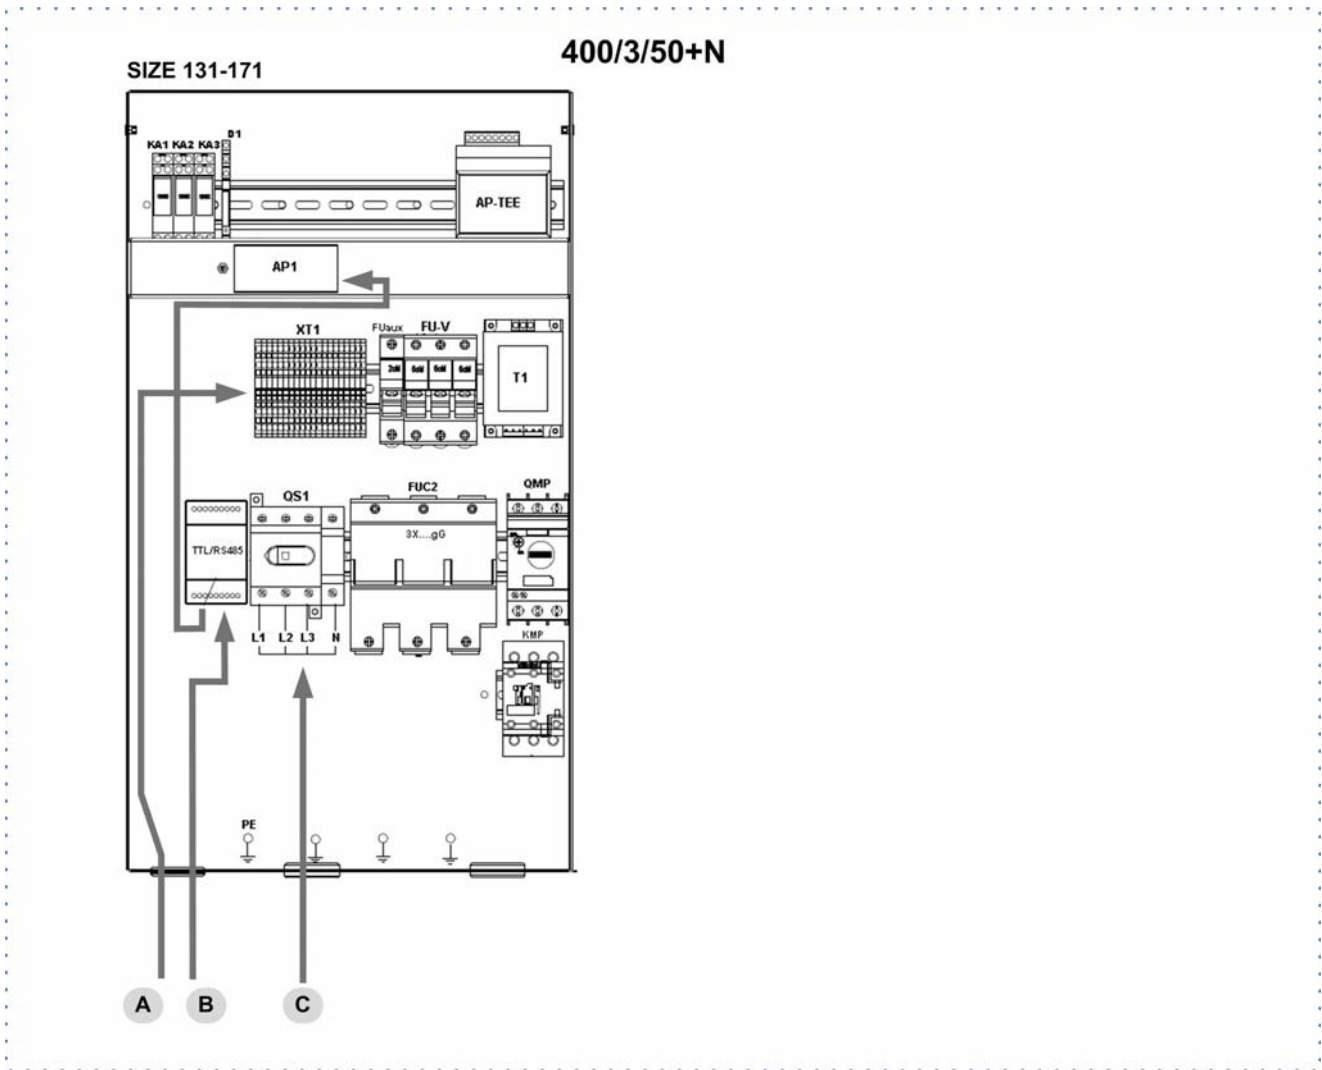 400/3/50+N
SIZE 131-171
D1
KA1 KA2 KA3
AP-TEE
AP1
XT1
FUaux
FU-V
T1
QS1
FUC2
QMP
3X....gG
TTL/RS485
L1 L2 L3 N
KMP
PE
A
B
C